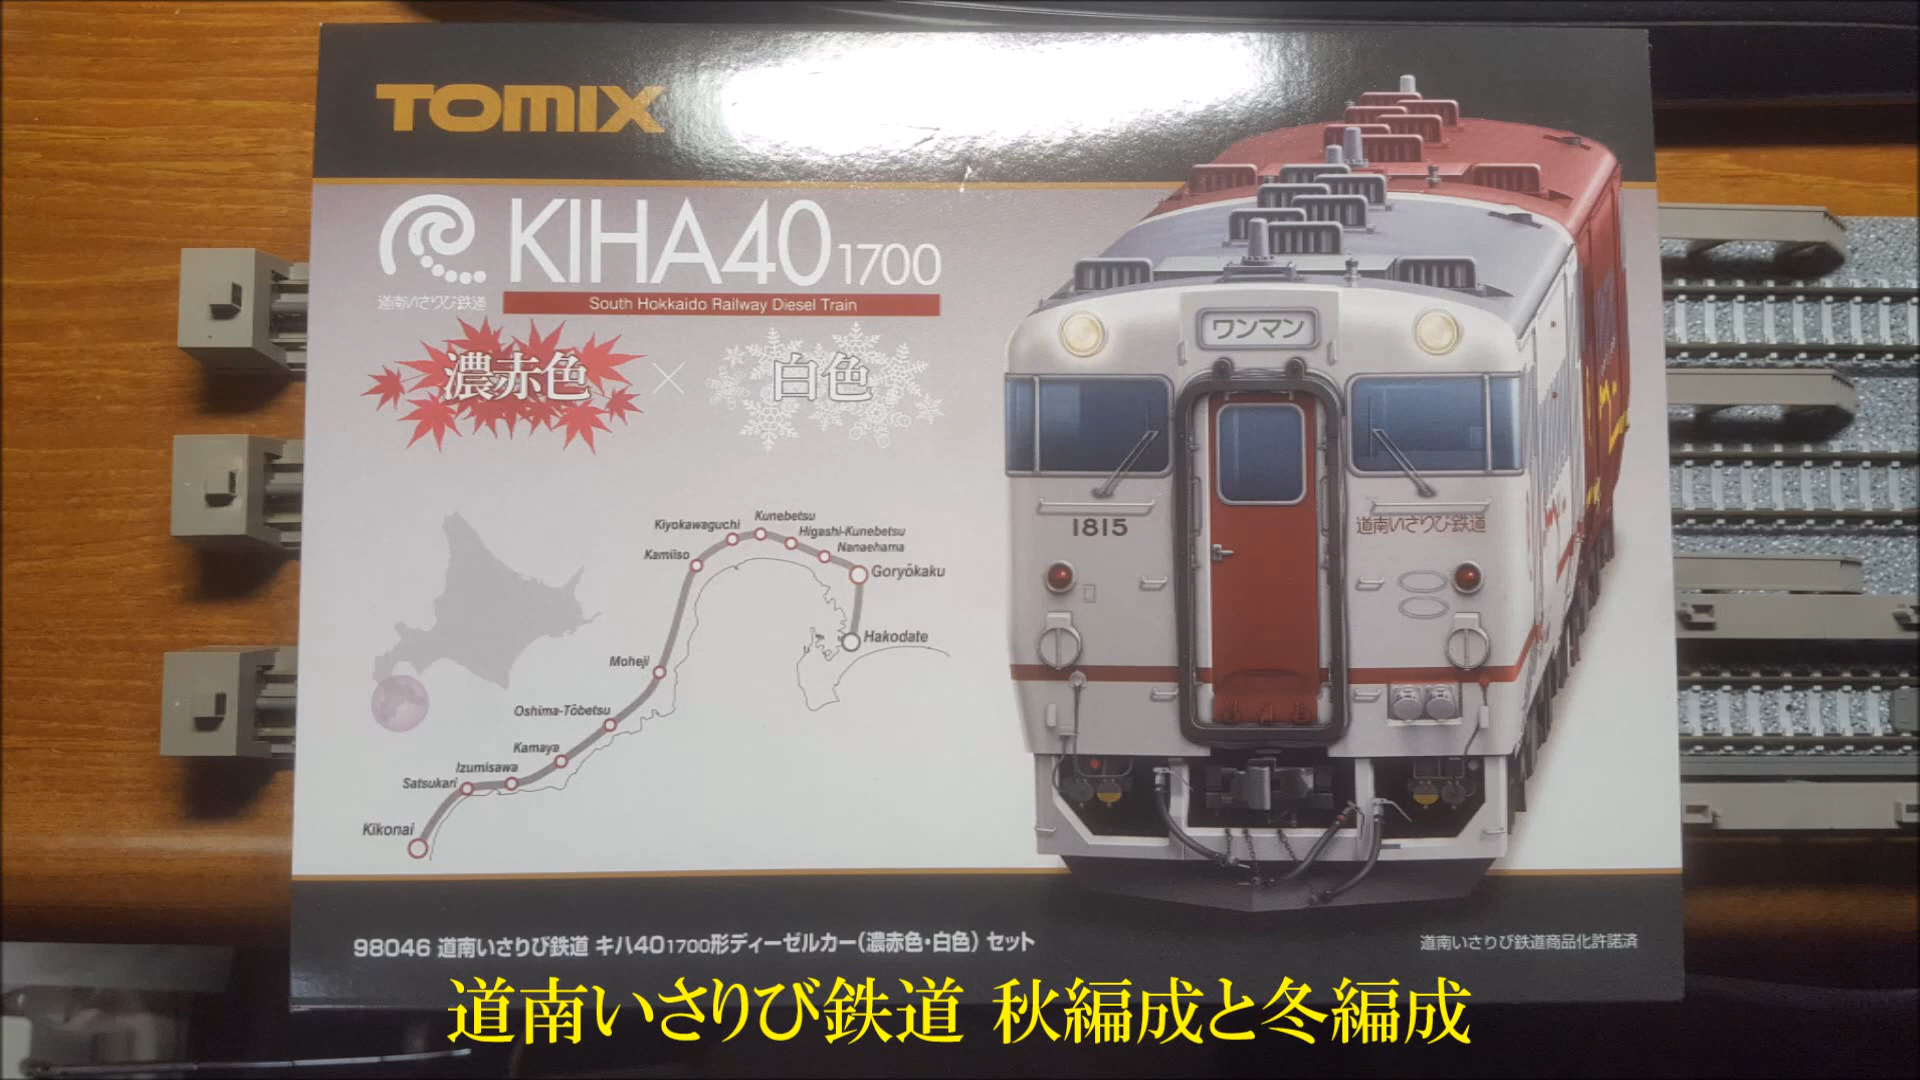 TOMIX
KIHA40 1700
道南いさりび鉄道
South Hokkaido Railway Diesel Train
濃赤色 × 白色
ワンマン
1815
道南いさりび鉄道
Kiyokawaguchi
Kunebetsu
Higashi-Kunebetsu
Nanaehama
Kamiiso
Goryōkaku
Hakodate
Moheji
Oshima-Tōbetsu
Kamaya
Izumisawa
Satsukari
Kikonai
98046 道南いさりび鉄道 キハ40 1700形ディーゼルカー(濃赤色・白色) セット
道南いさりび鉄道商品化許諾済
道南いさりび鉄道 秋編成と冬編成